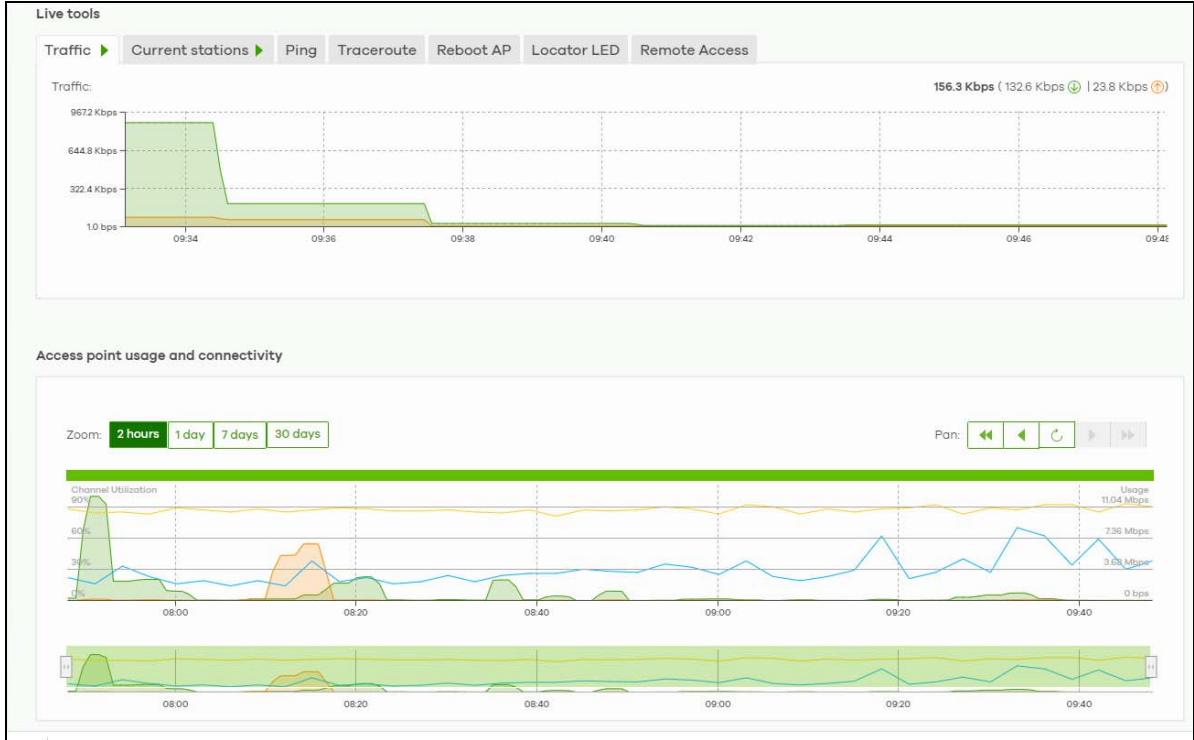 Live tools
Traffic Current stations Ping Traceroute Reboot AP Locator LED Remote Access
Traffic: 156.3 Kbps ( 132.6 Kbps | 23.8 Kbps )
967.2 Kbps
644.8 Kbps
322.4 Kbps
1.0 bps
09:34 09:36 09:38 09:40 09:42 09:44 09:46 09:48
Access point usage and connectivity
Zoom: 2 hours 1 day 7 days 30 days Pan:
Channel Utilization Usage
90% 11.04 Mbps
60% 7.36 Mbps
30% 3.68 Mbps
0% 0 bps
08:00 08:20 08:40 09:00 09:20 09:40
08:00 08:20 08:40 09:00 09:20 09:40